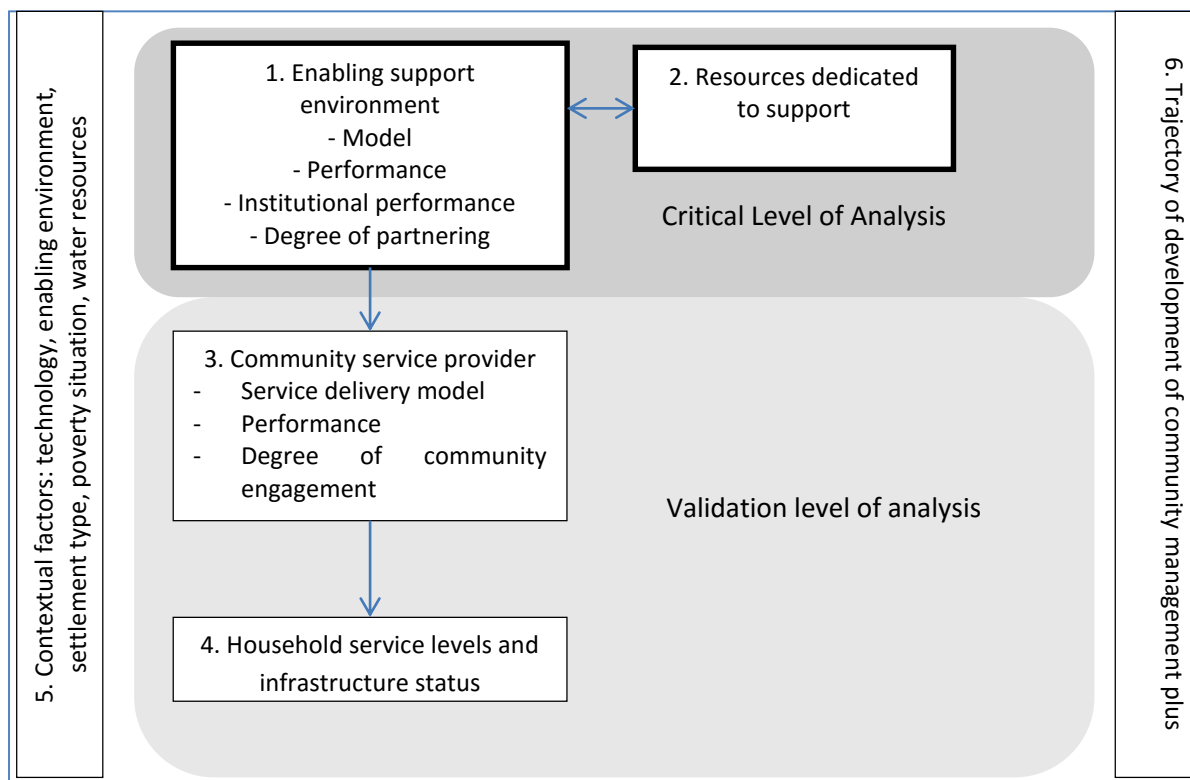 5. Contextual factors: technology, enabling environment,
settlement type, poverty situation, water resources
1. Enabling support
environment
- Model
- Performance
- Institutional performance
- Degree of partnering
2. Resources dedicated
to support
Critical Level of Analysis
3. Community service provider
- Service delivery model
- Performance
- Degree of community
engagement
Validation level of analysis
4. Household service levels and
infrastructure status
6. Trajectory of development of community management plus